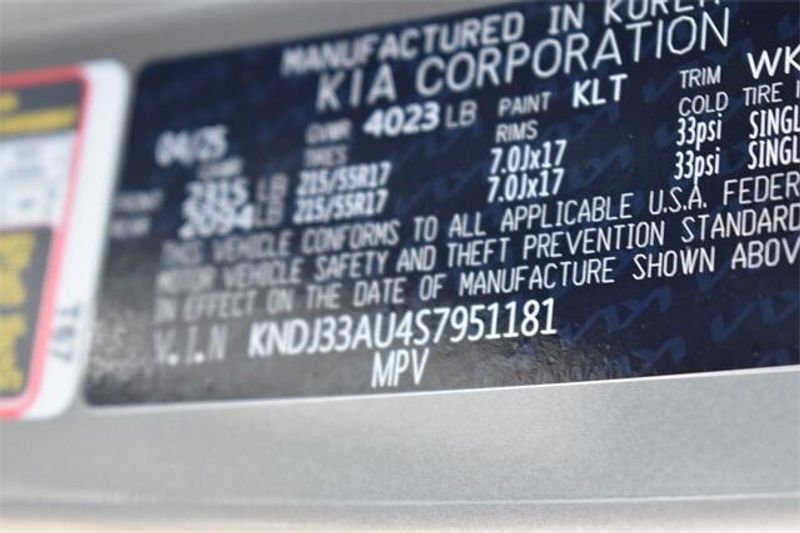 MANUFACTURED IN KOREA
KIA CORPORATION
04/25 GVWR 4023 LB PAINT KLT TRIM WK
GAWR TIRES RIMS COLD TIRE
FRONT 2315 LB 215/55R17 7.0Jx17 33psi SINGL
REAR 2094 LB 215/55R17 7.0Jx17 33psi SINGL
THIS VEHICLE CONFORMS TO ALL APPLICABLE U.S.A. FEDER
MOTOR VEHICLE SAFETY AND THEFT PREVENTION STANDARD
IN EFFECT ON THE DATE OF MANUFACTURE SHOWN ABOV
V.I.N KNDJ33AU4S7951181
MPV